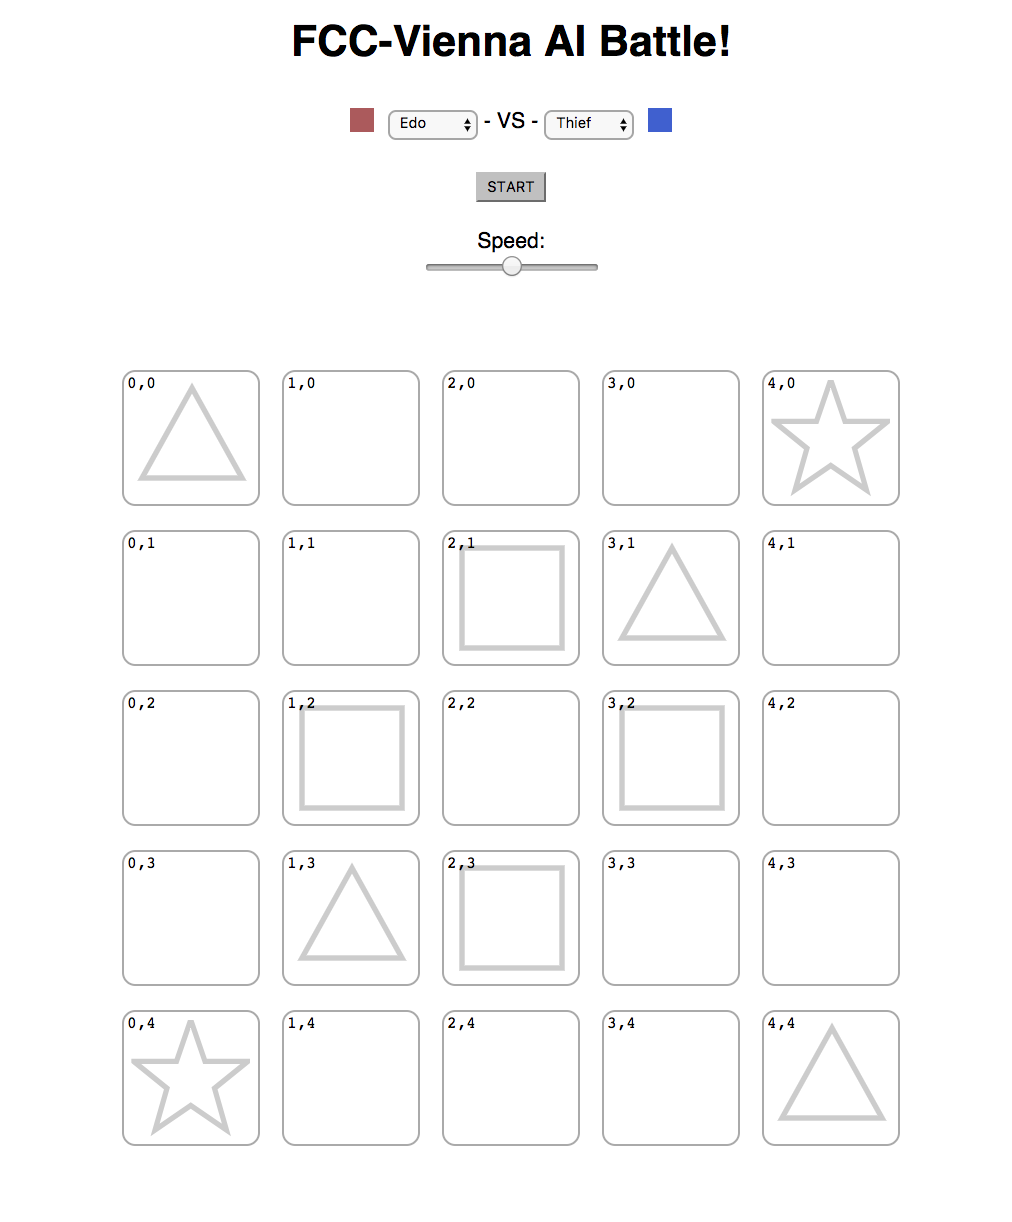 FCC-Vienna AI Battle!
Edo - VS - Thief
START
Speed:
0,0 1,0 2,0 3,0 4,0
0,1 1,1 2,1 3,1 4,1
0,2 1,2 2,2 3,2 4,2
0,3 1,3 2,3 3,3 4,3
0,4 1,4 2,4 3,4 4,4